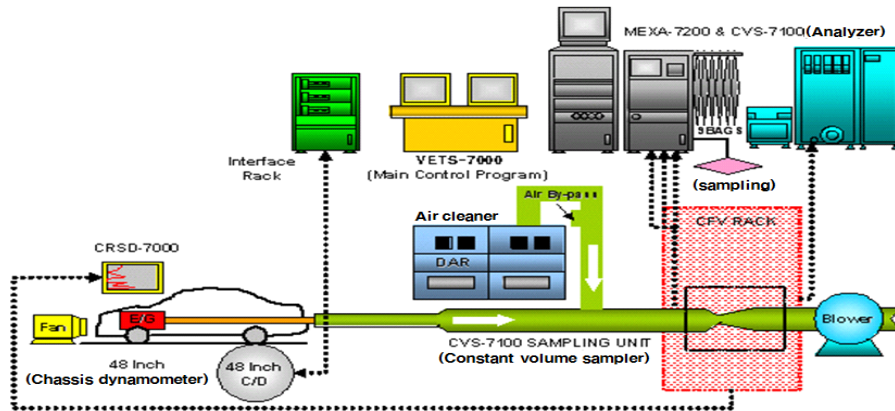 MEXA-7200 & CVS-7100(Analyzer)
9BAGS
Interface
Rack
VETS-7000
(Main Control Program)
(sampling)
Air By-pass
Air cleaner
CFV RACK
DAR
CRSD-7000
E/G
Fan
Blower
CVS-7100 SAMPLING UNIT
(Constant volume sampler)
48 Inch
(Chassis dynamometer)
48 Inch
C/D